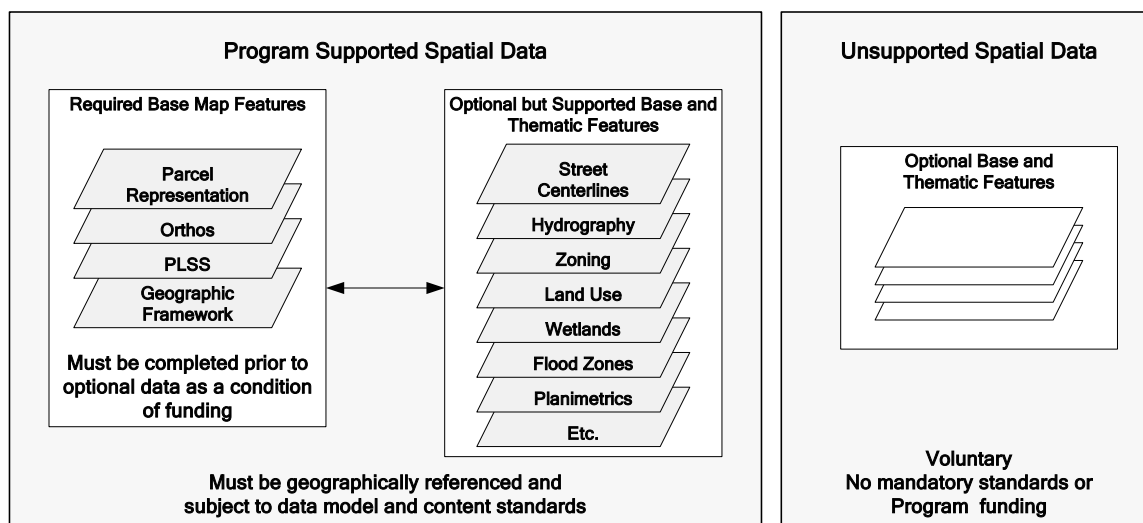 Program Supported Spatial Data
Required Base Map Features
Parcel
Representation
Orthos
PLSS
Geographic
Framework
Must be completed prior to
optional data as a condition
of funding
Optional but Supported Base and
Thematic Features
Street
Centerlines
Hydrography
Zoning
Land Use
Wetlands
Flood Zones
Planimetrics
Etc.
Must be geographically referenced and
subject to data model and content standards
Unsupported Spatial Data
Optional Base and
Thematic Features
Voluntary
No mandatory standards or
Program funding